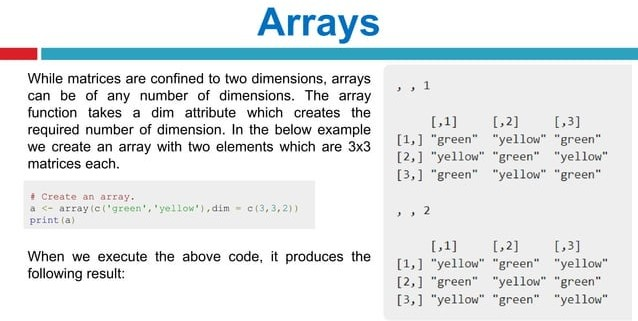 Arrays
While matrices are confined to two dimensions, arrays
can be of any number of dimensions. The array
function takes a dim attribute which creates the
required number of dimension. In the below example
we create an array with two elements which are 3x3
matrices each.
# Create an array.
a <- array(c('green','yellow'),dim = c(3,3,2))
print(a)
When we execute the above code, it produces the
following result:
, , 1
[,1] [,2] [,3]
[1,] "green" "yellow" "green"
[2,] "yellow" "green" "yellow"
[3,] "green" "yellow" "green"
, , 2
[,1] [,2] [,3]
[1,] "yellow" "green" "yellow"
[2,] "green" "yellow" "green"
[3,] "yellow" "green" "yellow"